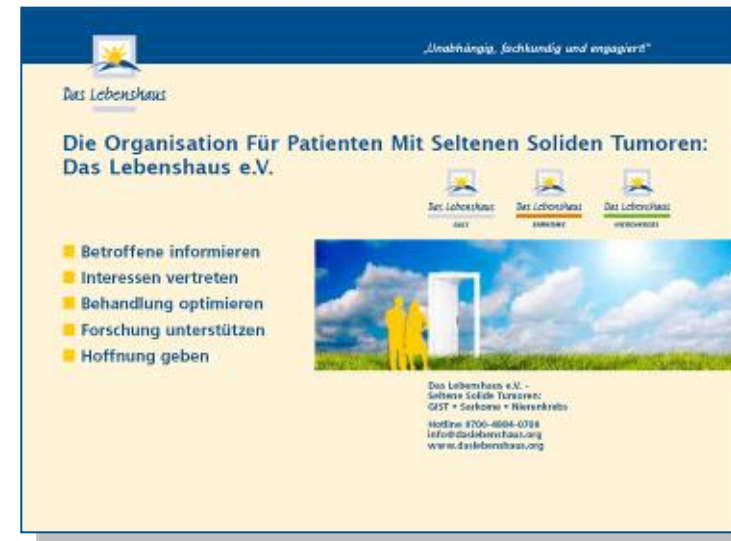 „Unabhängig, fachkundig und engagiert!“
Das Lebenshaus
Die Organisation Für Patienten Mit Seltenen Soliden Tumoren:
Das Lebenshaus e.V.
Das Lebenshaus
GIST
Das Lebenshaus
SARKOME
Das Lebenshaus
NIERENKREBS
Betroffene informieren
Interessen vertreten
Behandlung optimieren
Forschung unterstützen
Hoffnung geben
Das Lebenshaus e.V. -
Seltene Solide Tumoren:
GIST • Sarkome • Nierenkrebs
Hotline 0700-4884-0700
info@daslebenshaus.org
www.daslebenshaus.org